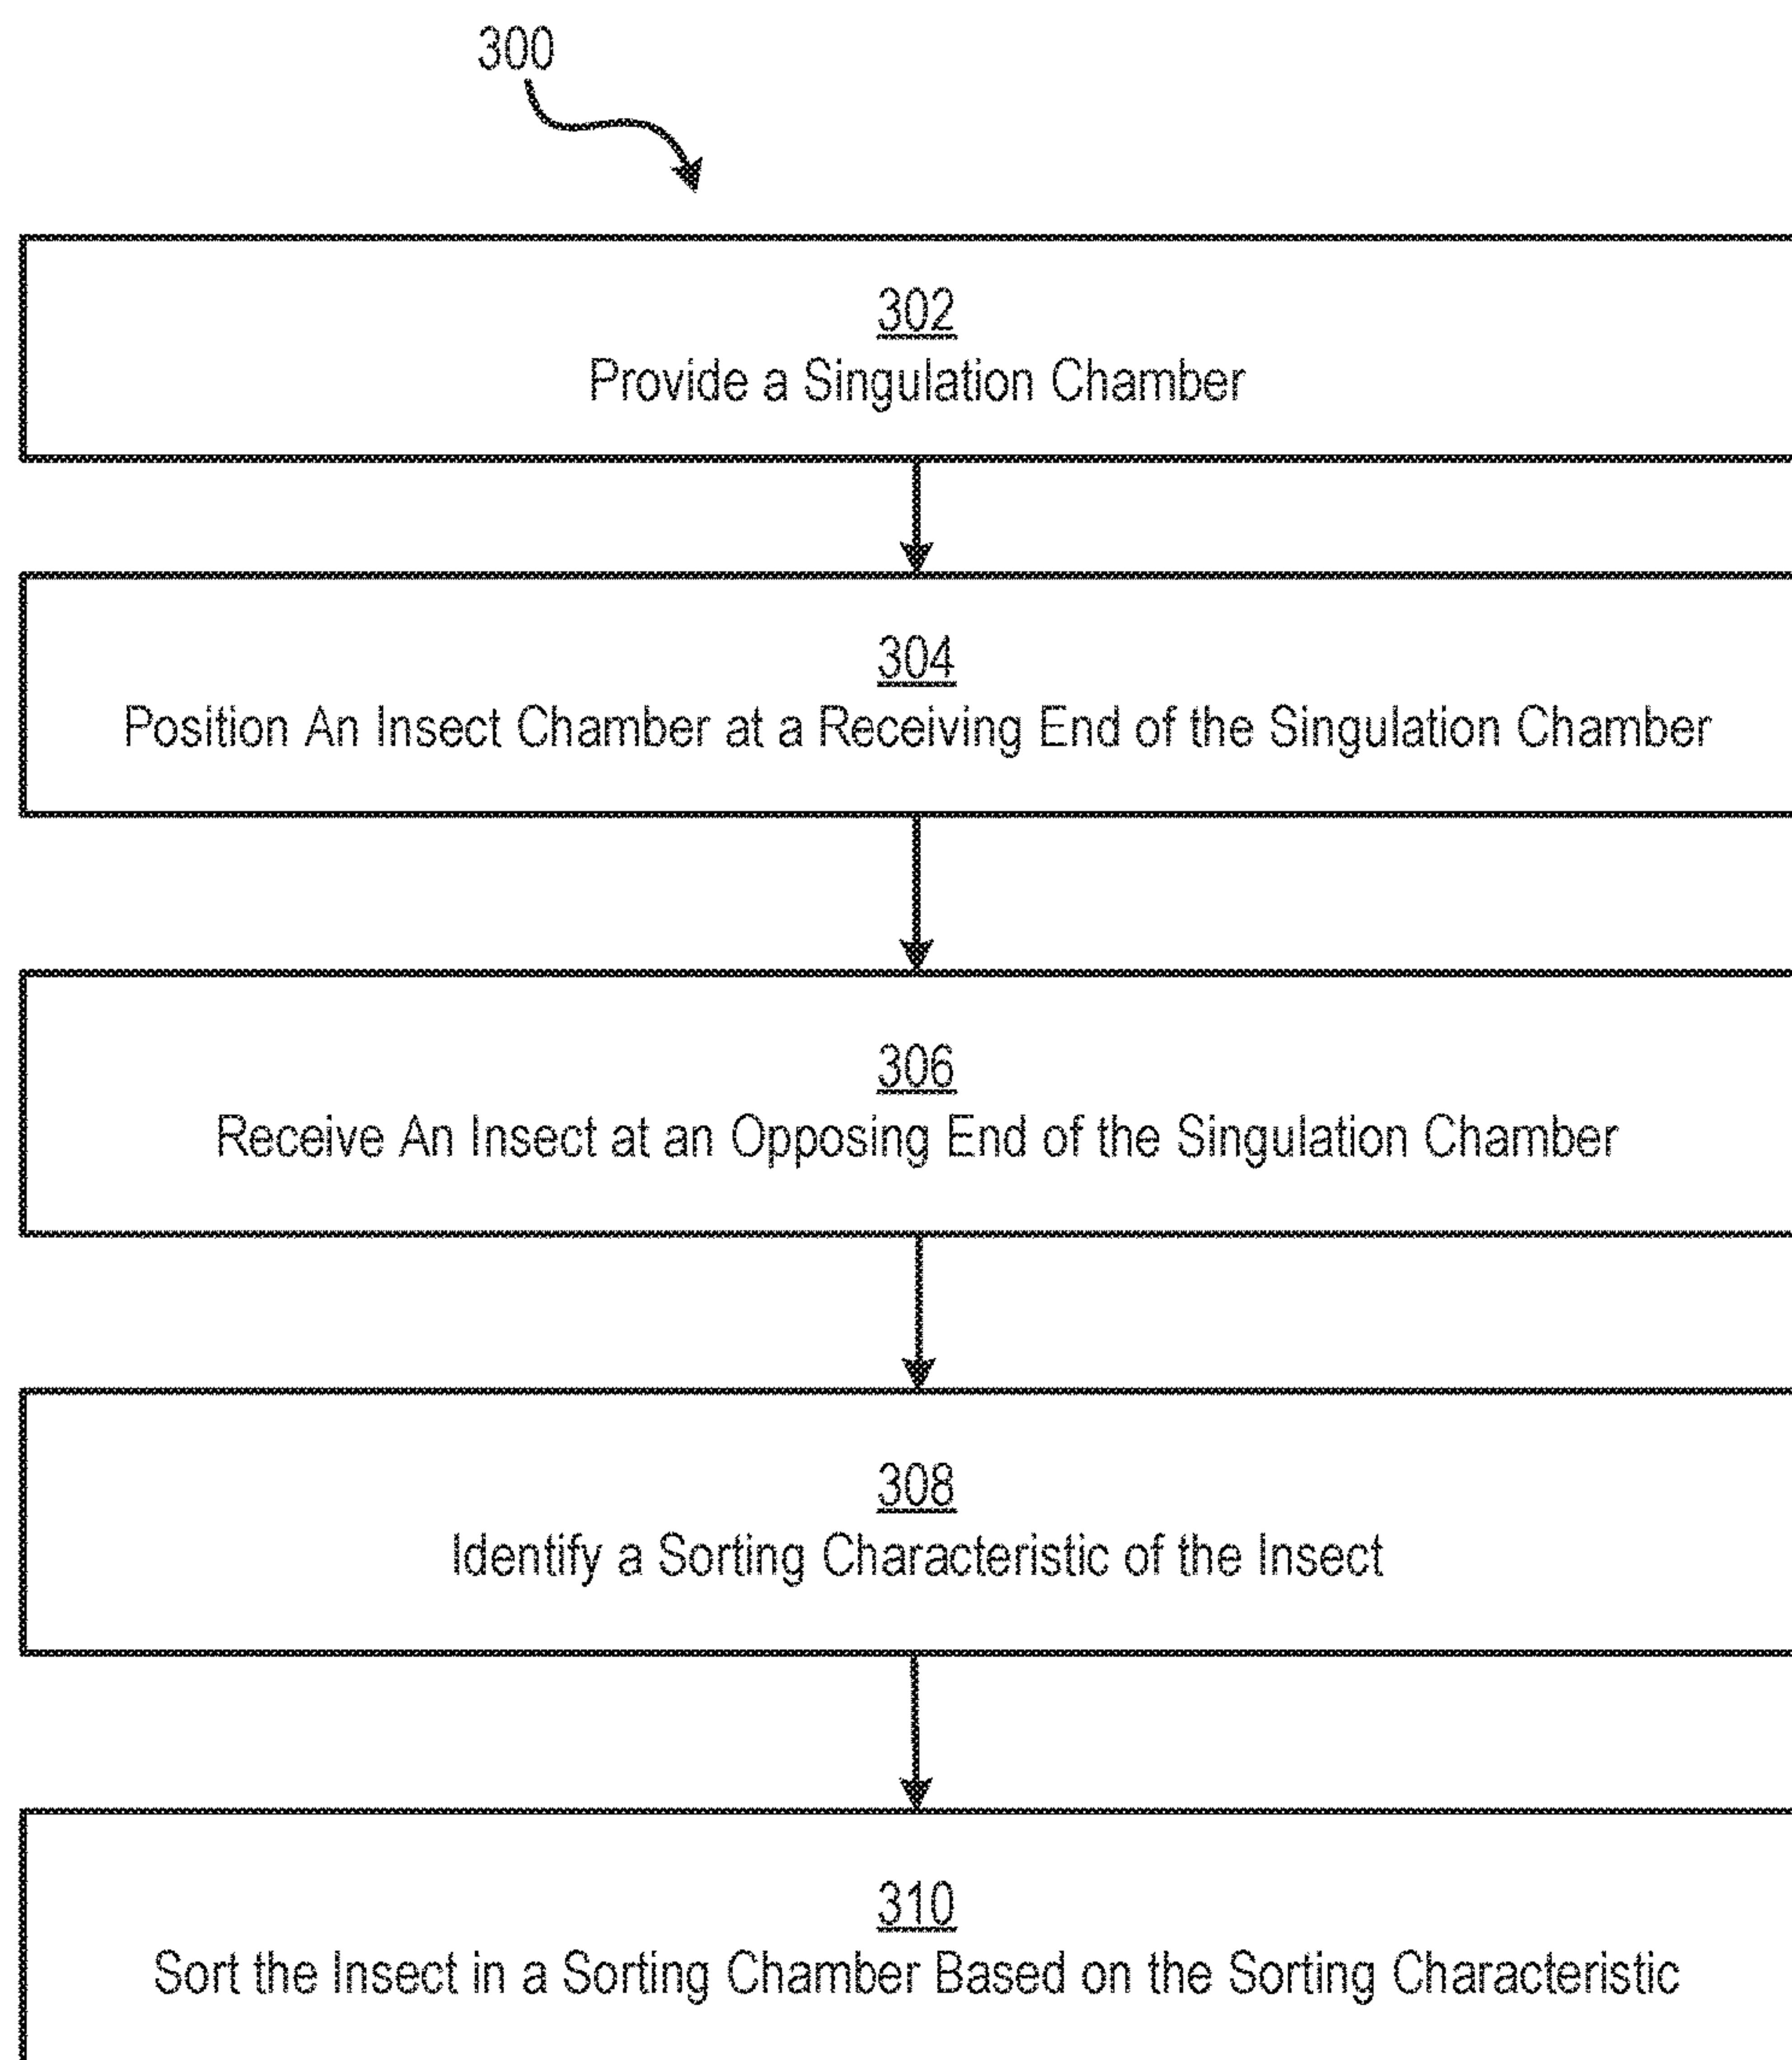 300
302
Provide a Singulation Chamber
304
Position An Insect Chamber at a Receiving End of the Singulation Chamber
306
Receive An Insect at an Opposing End of the Singulation Chamber
308
Identify a Sorting Characteristic of the Insect
310
Sort the Insect in a Sorting Chamber Based on the Sorting Characteristic